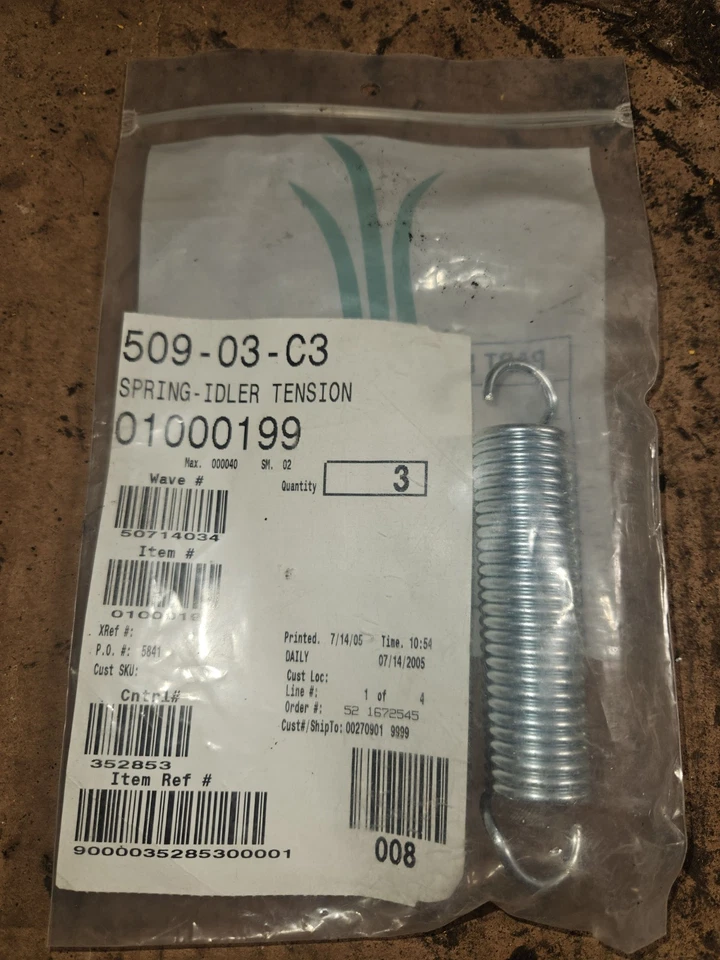 509-03-C3
SPRING-IDLER TENSION
01000199
Max. 000040 SM. 02
Wave #
Quantity 3
50714034
Item #
XRef #:
P.O. #: 5841
Cust SKU:
Printed. 7/14/05 Time. 10:54
DAILY 07/14/2005
Cust Loc:
Line #: 1 of 4
Order #: 52 1672545
Cust#/ShipTo: 00270901 9999
Cntrl#
352853
Item Ref #
9000035285300001
008
PART